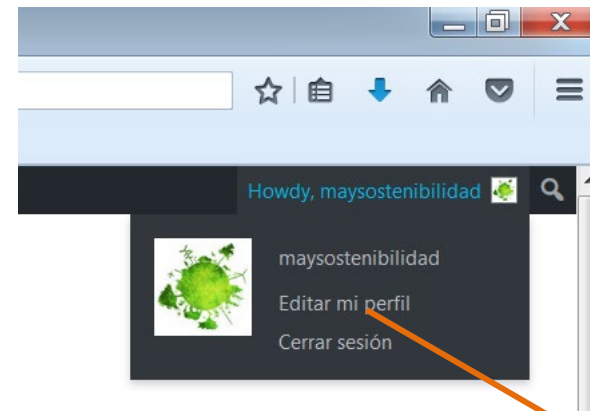 Howdy, maysostenibilidad
maysostenibilidad
Editar mi perfil
Cerrar sesión